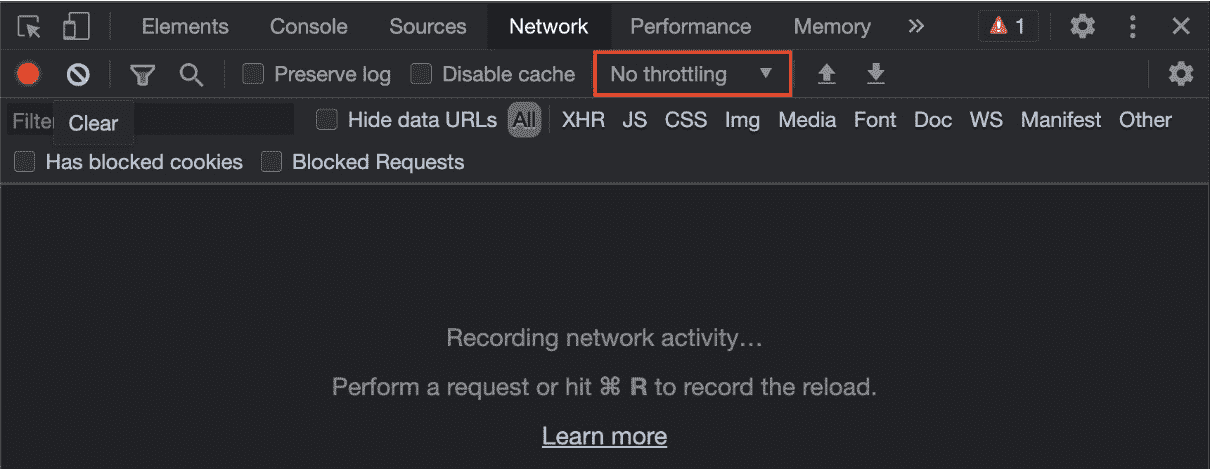 Elements Console Sources Network Performance Memory » 1
Preserve log Disable cache No throttling
Filter Clear Hide data URLs All XHR JS CSS Img Media Font Doc WS Manifest Other
Has blocked cookies Blocked Requests
Recording network activity…
Perform a request or hit ⌘ R to record the reload.
Learn more